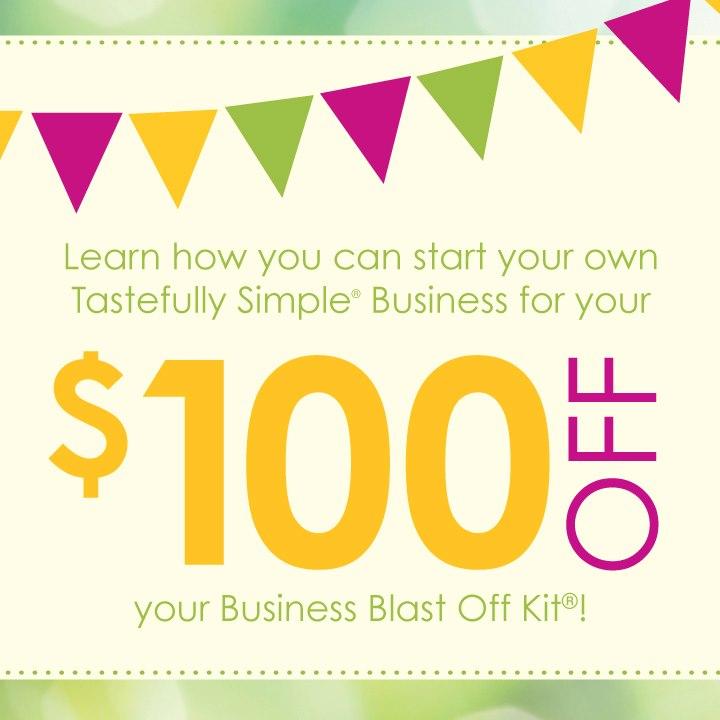 Learn how you can start your own
Tastefully Simple® Business for your
$100 OFF
your Business Blast Off Kit®!